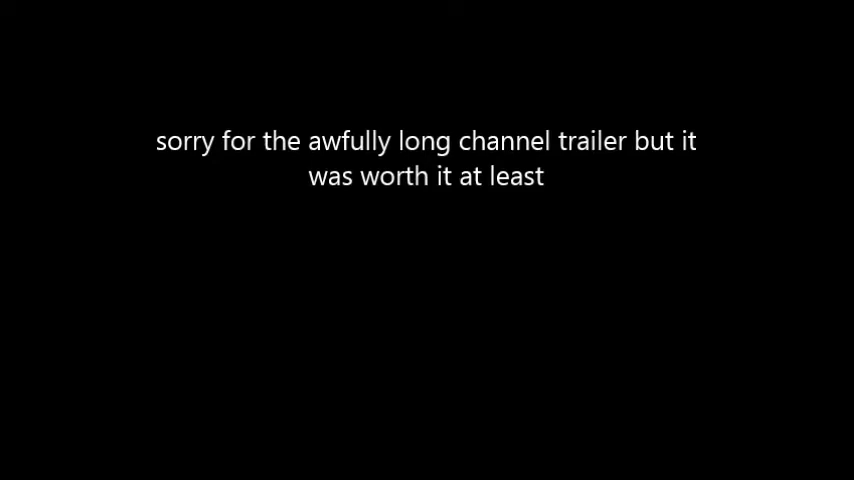 sorry for the awfully long channel trailer but it
was worth it at least